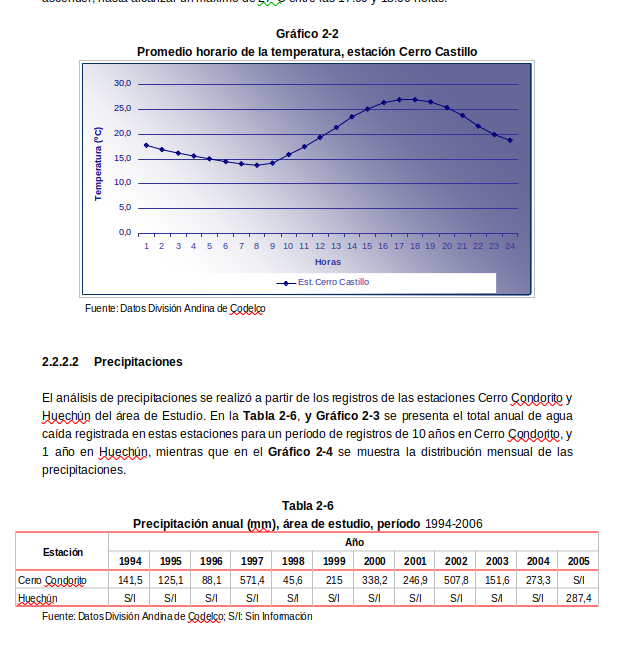 ascender, hasta alcanzar un máximo de 27°C entre las 17:00 y 18:00 horas.
Gráfico 2-2
Promedio horario de la temperatura, estación Cerro Castillo
30,0
25,0
20,0
15,0
10,0
5,0
0,0
Temperatura (ºC)
1 2 3 4 5 6 7 8 9 10 11 12 13 14 15 16 17 18 19 20 21 22 23 24
Horas
Est. Cerro Castillo
Fuente: Datos División Andina de Codelco
2.2.2.2 Precipitaciones
El análisis de precipitaciones se realizó a partir de los registros de las estaciones Cerro Condorito y
Huechún del área de Estudio. En la Tabla 2-6, y Gráfico 2-3 se presenta el total anual de agua
caída registrada en estas estaciones para un período de registros de 10 años en Cerro Condorito, y
1 año en Huechún, mientras que en el Gráfico 2-4 se muestra la distribución mensual de las
precipitaciones.
Tabla 2-6
Precipitación anual (mm), área de estudio, período 1994-2006
Estación Año
1994 1995 1996 1997 1998 1999 2000 2001 2002 2003 2004 2005
Cerro Condorito 141,5 125,1 88,1 571,4 45,6 215 338,2 246,9 507,8 151,6 273,3 S/I
Huechún S/I S/I S/I S/I S/I S/I S/I S/I S/I S/I S/I 287,4
Fuente: Datos División Andina de Codelco; S/I: Sin Información